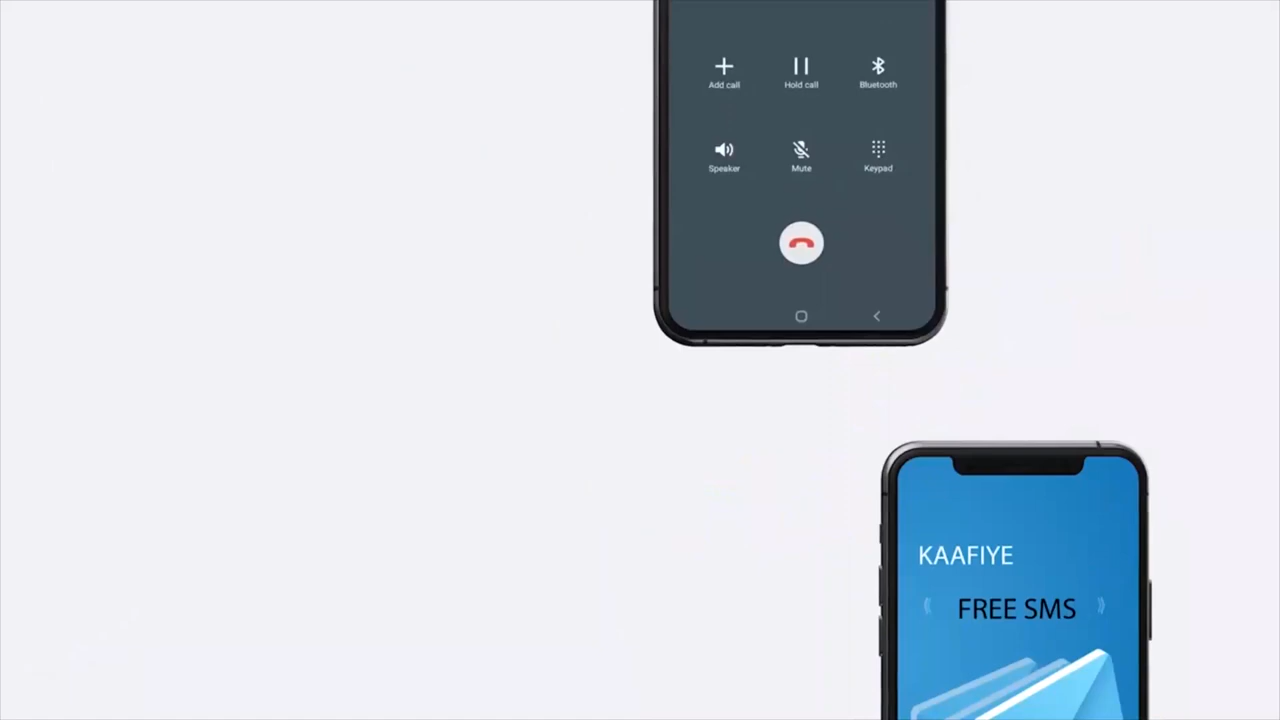 Add call
Hold call
Bluetooth
Speaker
Mute
Keypad
KAAFIYE
FREE SMS